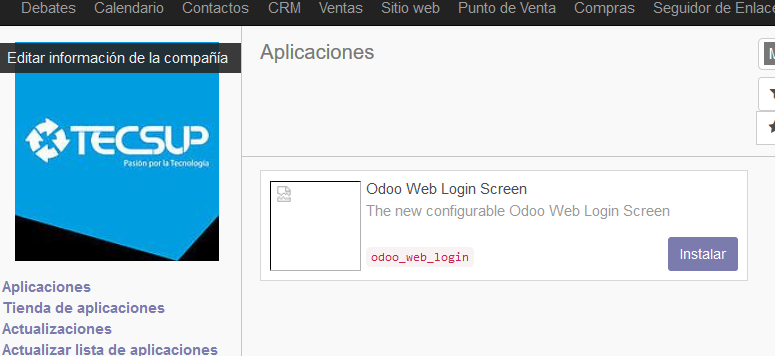 Debates Calendario Contactos CRM Ventas Sitio web Punto de Venta Compras Seguidor de Enlace
Editar información de la compañía
TECSUP
Pasión por la Tecnología
Aplicaciones
Tienda de aplicaciones
Actualizaciones
Actualizar lista de aplicaciones
Aplicaciones
M
Odoo Web Login Screen
The new configurable Odoo Web Login Screen
odoo_web_login
Instalar